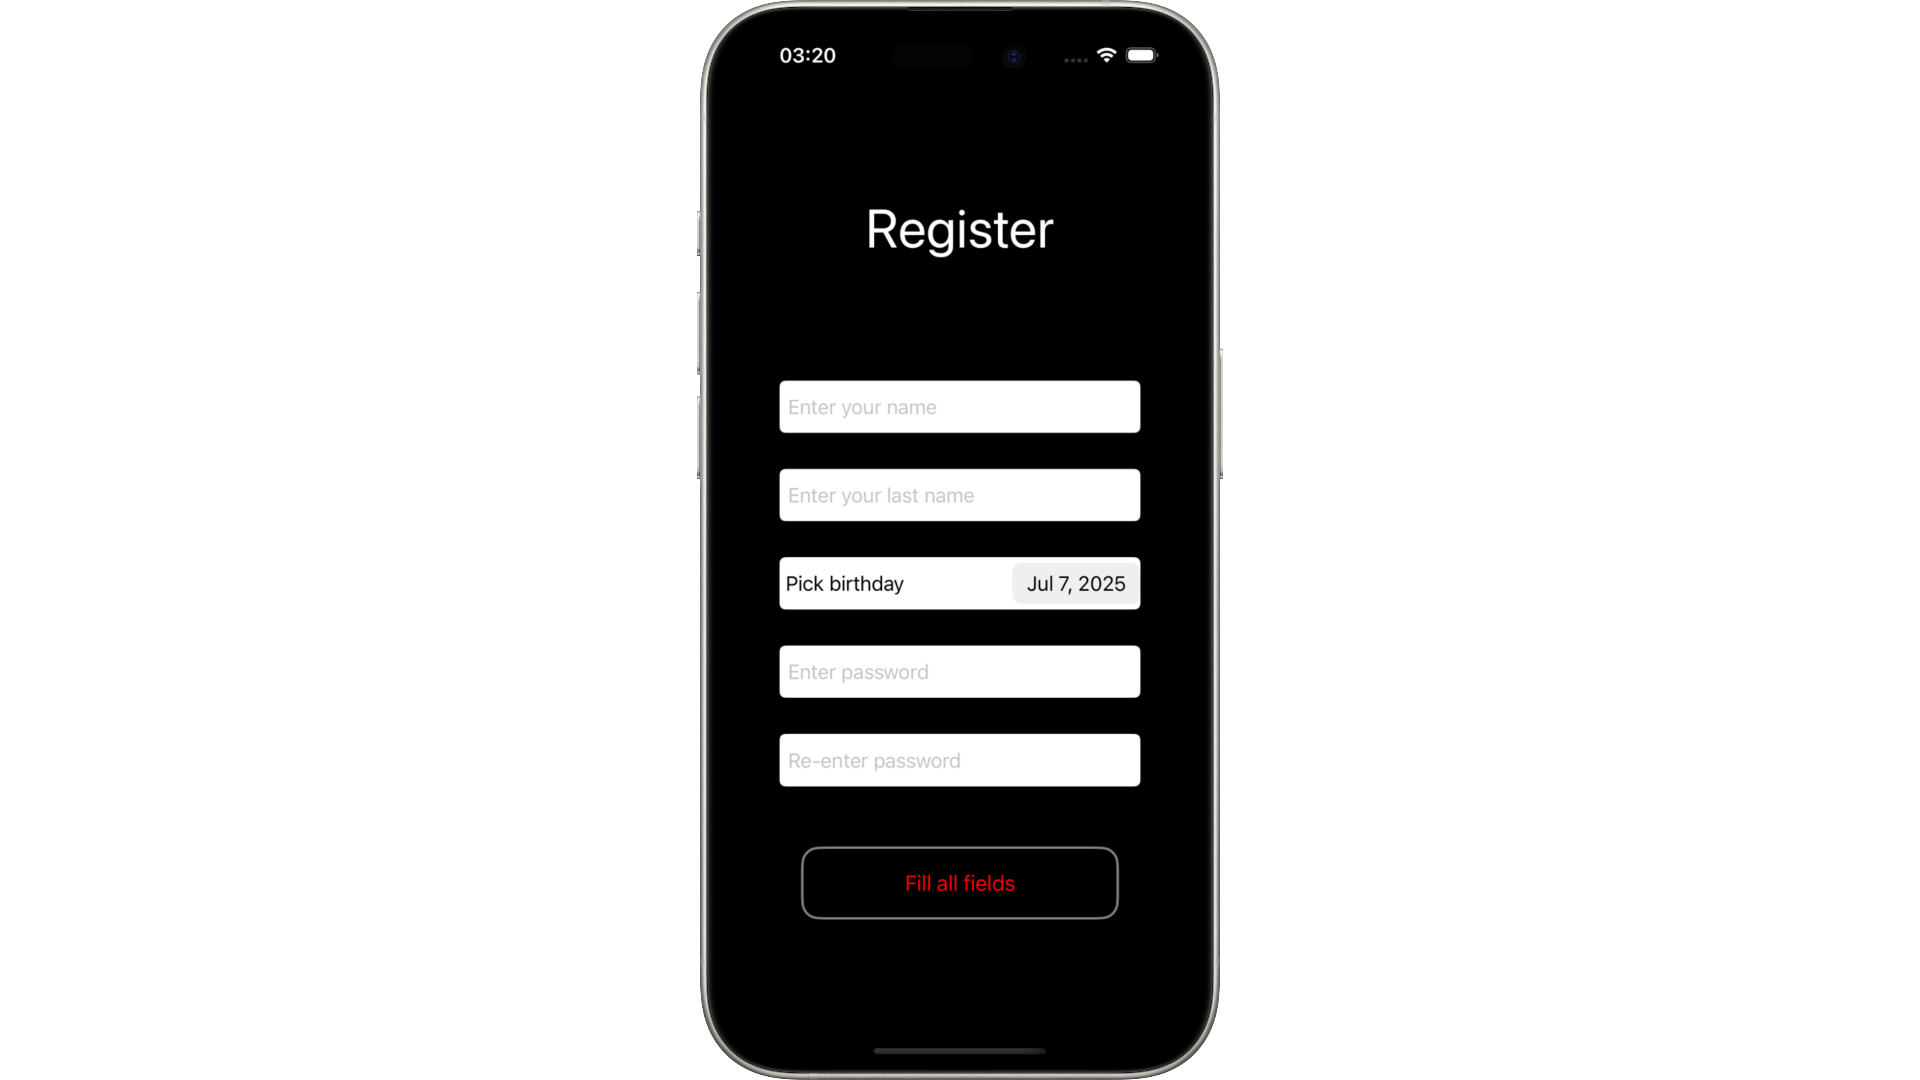 03:20
Register
Enter your name
Enter your last name
Pick birthday Jul 7, 2025
Enter password
Re-enter password
Fill all fields